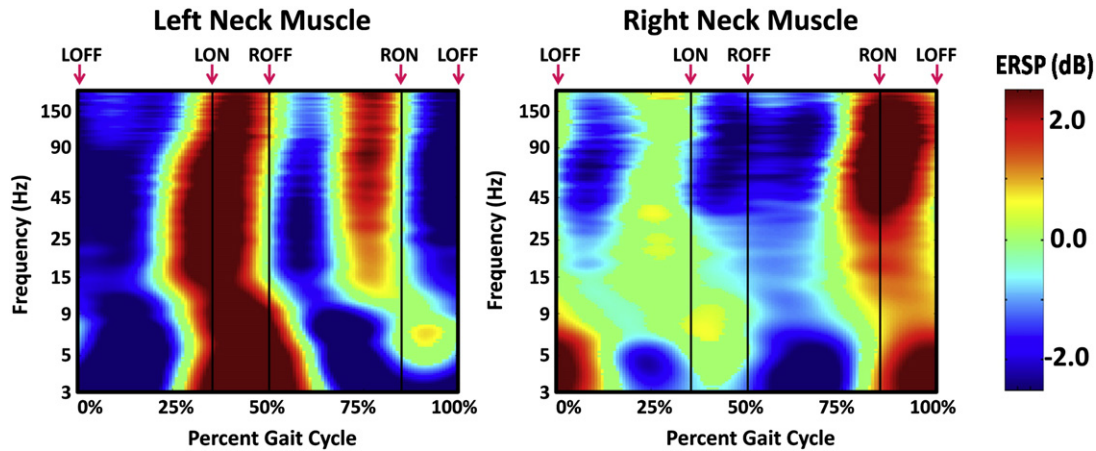 Left Neck Muscle
Right Neck Muscle
LOFF LON ROFF RON LOFF
LOFF LON ROFF RON LOFF
ERSP (dB)
2.0
0.0
-2.0
Frequency (Hz)
150
90
45
25
15
9
5
3
0% 25% 50% 75% 100%
Percent Gait Cycle
Frequency (Hz)
150
90
45
25
15
9
5
3
0% 25% 50% 75% 100%
Percent Gait Cycle